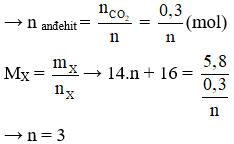 → n anđehit = n_CO₂ / n = 0,3 / n (mol)
M_X = m_X / n_X → 14.n + 16 = 5,8 / (0,3 / n)
→ n = 3